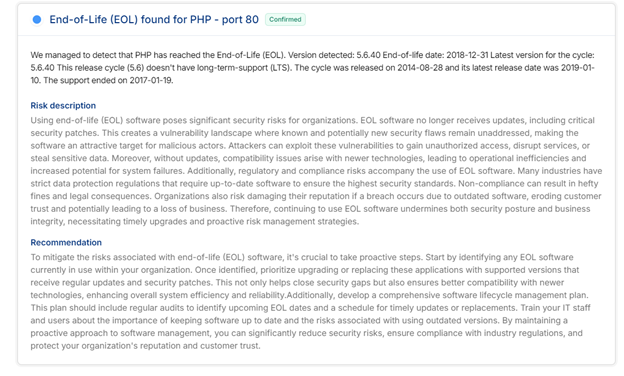 End-of-Life (EOL) found for PHP - port 80 Confirmed
We managed to detect that PHP has reached the End-of-Life (EOL). Version detected: 5.6.40 End-of-life date: 2018-12-31 Latest version for the cycle:
5.6.40 This release cycle (5.6) doesn't have long-term-support (LTS). The cycle was released on 2014-08-28 and its latest release date was 2019-01-
10. The support ended on 2017-01-19.
Risk description
Using end-of-life (EOL) software poses significant security risks for organizations. EOL software no longer receives updates, including critical
security patches. This creates a vulnerability landscape where known and potentially new security flaws remain unaddressed, making the
software an attractive target for malicious actors. Attackers can exploit these vulnerabilities to gain unauthorized access, disrupt services, or
steal sensitive data. Moreover, without updates, compatibility issues arise with newer technologies, leading to operational inefficiencies and
increased potential for system failures. Additionally, regulatory and compliance risks accompany the use of EOL software. Many industries have
strict data protection regulations that require up-to-date software to ensure the highest security standards. Non-compliance can result in hefty
fines and legal consequences. Organizations also risk damaging their reputation if a breach occurs due to outdated software, eroding customer
trust and potentially leading to a loss of business. Therefore, continuing to use EOL software undermines both security posture and business
integrity, necessitating timely upgrades and proactive risk management strategies.
Recommendation
To mitigate the risks associated with end-of-life (EOL) software, it's crucial to take proactive steps. Start by identifying any EOL software
currently in use within your organization. Once identified, prioritize upgrading or replacing these applications with supported versions that
receive regular updates and security patches. This not only helps close security gaps but also ensures better compatibility with newer
technologies, enhancing overall system efficiency and reliability.Additionally, develop a comprehensive software lifecycle management plan.
This plan should include regular audits to identify upcoming EOL dates and a schedule for timely updates or replacements. Train your IT staff
and users about the importance of keeping software up to date and the risks associated with using outdated versions. By maintaining a
proactive approach to software management, you can significantly reduce security risks, ensure compliance with industry regulations, and
protect your organization's reputation and customer trust.